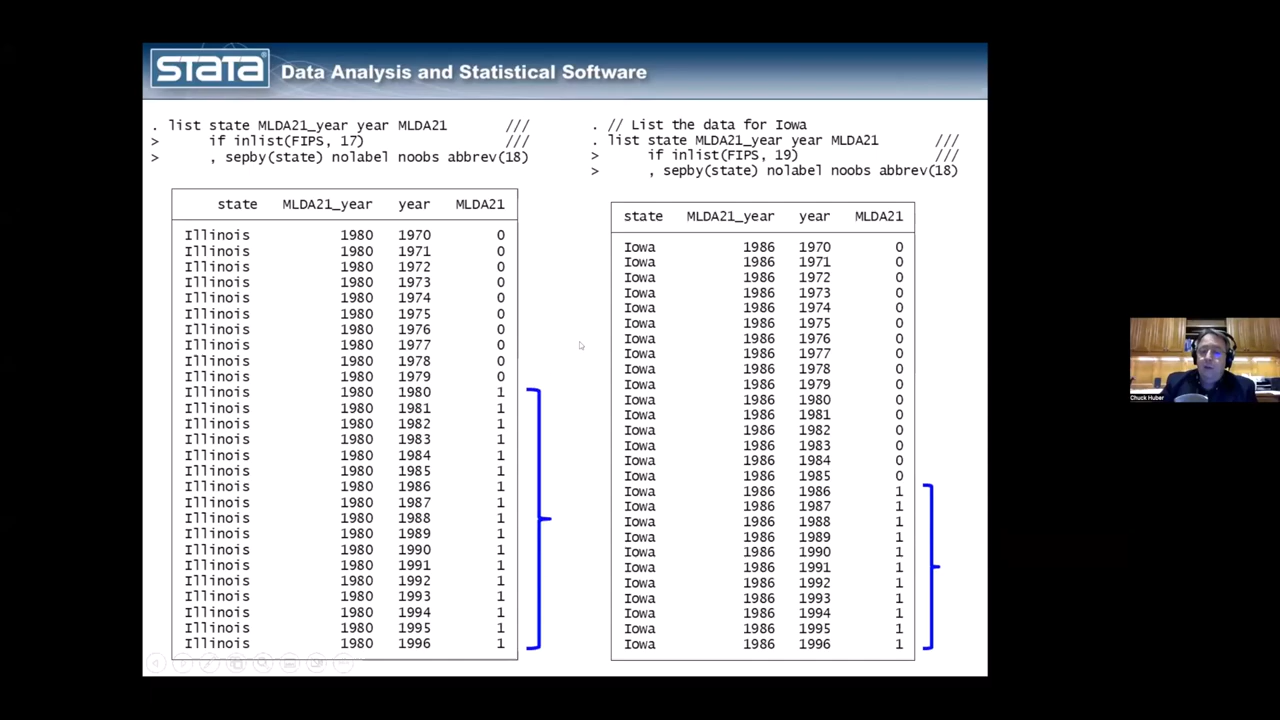 stata
Data Analysis and Statistical Software
. list state MLDA21_year year MLDA21 ///
> if inlist(FIPS, 17) ///
> , sepby(state) nolabel noobs abbrev(18)
state MLDA21_year year MLDA21
Illinois 1980 1970 0
Illinois 1980 1971 0
Illinois 1980 1972 0
Illinois 1980 1973 0
Illinois 1980 1974 0
Illinois 1980 1975 0
Illinois 1980 1976 0
Illinois 1980 1977 0
Illinois 1980 1978 0
Illinois 1980 1979 0
Illinois 1980 1980 1
Illinois 1980 1981 1
Illinois 1980 1982 1
Illinois 1980 1983 1
Illinois 1980 1984 1
Illinois 1980 1985 1
Illinois 1980 1986 1
Illinois 1980 1987 1
Illinois 1980 1988 1
Illinois 1980 1989 1
Illinois 1980 1990 1
Illinois 1980 1991 1
Illinois 1980 1992 1
Illinois 1980 1993 1
Illinois 1980 1994 1
Illinois 1980 1995 1
Illinois 1980 1996 1
. // List the data for Iowa
. list state MLDA21_year year MLDA21 ///
> if inlist(FIPS, 19) ///
> , sepby(state) nolabel noobs abbrev(18)
state MLDA21_year year MLDA21
Iowa 1986 1970 0
Iowa 1986 1971 0
Iowa 1986 1972 0
Iowa 1986 1973 0
Iowa 1986 1974 0
Iowa 1986 1975 0
Iowa 1986 1976 0
Iowa 1986 1977 0
Iowa 1986 1978 0
Iowa 1986 1979 0
Iowa 1986 1980 0
Iowa 1986 1981 0
Iowa 1986 1982 0
Iowa 1986 1983 0
Iowa 1986 1984 0
Iowa 1986 1985 0
Iowa 1986 1986 1
Iowa 1986 1987 1
Iowa 1986 1988 1
Iowa 1986 1989 1
Iowa 1986 1990 1
Iowa 1986 1991 1
Iowa 1986 1992 1
Iowa 1986 1993 1
Iowa 1986 1994 1
Iowa 1986 1995 1
Iowa 1986 1996 1
Chuck Huber